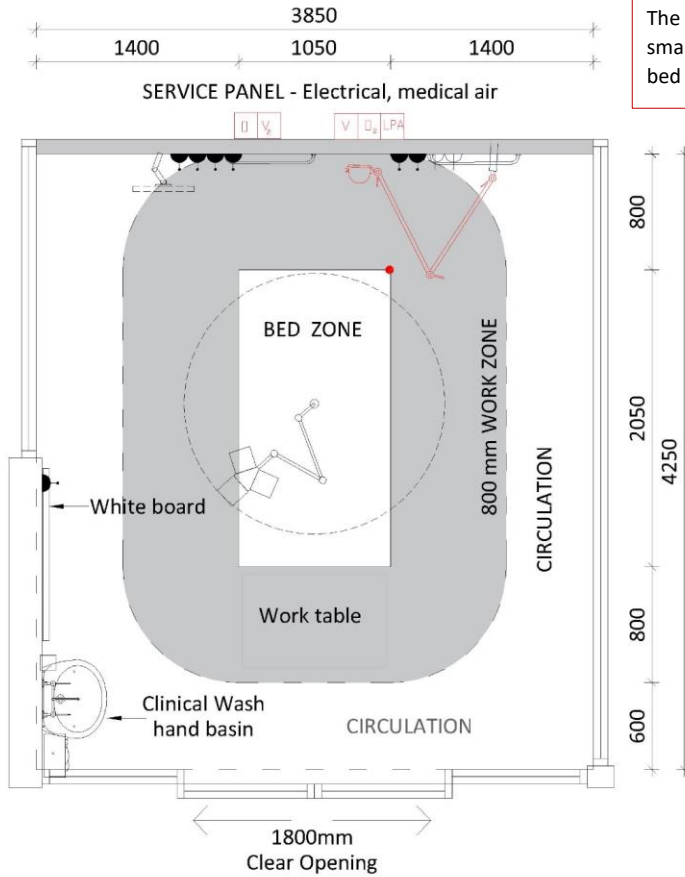 3850
The
sma
bed
1400 1050 1400
SERVICE PANEL - Electrical, medical air
V LPA
800
BED ZONE
800 mm WORK ZONE
CIRCULATION
2050
4250
White board
Work table
800
Clinical Wash
hand basin
CIRCULATION
600
1800mm
Clear Opening